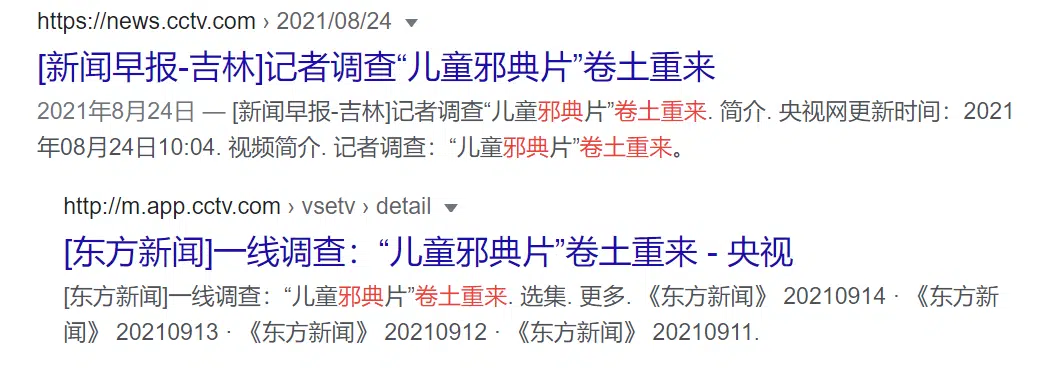 https://news.cctv.com › 2021/08/24
[新闻早报-吉林]记者调查“儿童邪典片”卷土重来
2021年8月24日 — [新闻早报-吉林]记者调查“儿童邪典片”卷土重来. 简介. 央视网更新时间：2021
年08月24日10:04. 视频简介. 记者调查：“儿童邪典片”卷土重来。
http://m.app.cctv.com › vsetv › detail
[东方新闻]一线调查：“儿童邪典片”卷土重来 - 央视
[东方新闻]一线调查：“儿童邪典片”卷土重来. 选集. 更多. 《东方新闻》 20210914 · 《东方新
闻》 20210913 · 《东方新闻》 20210912 · 《东方新闻》 20210911.